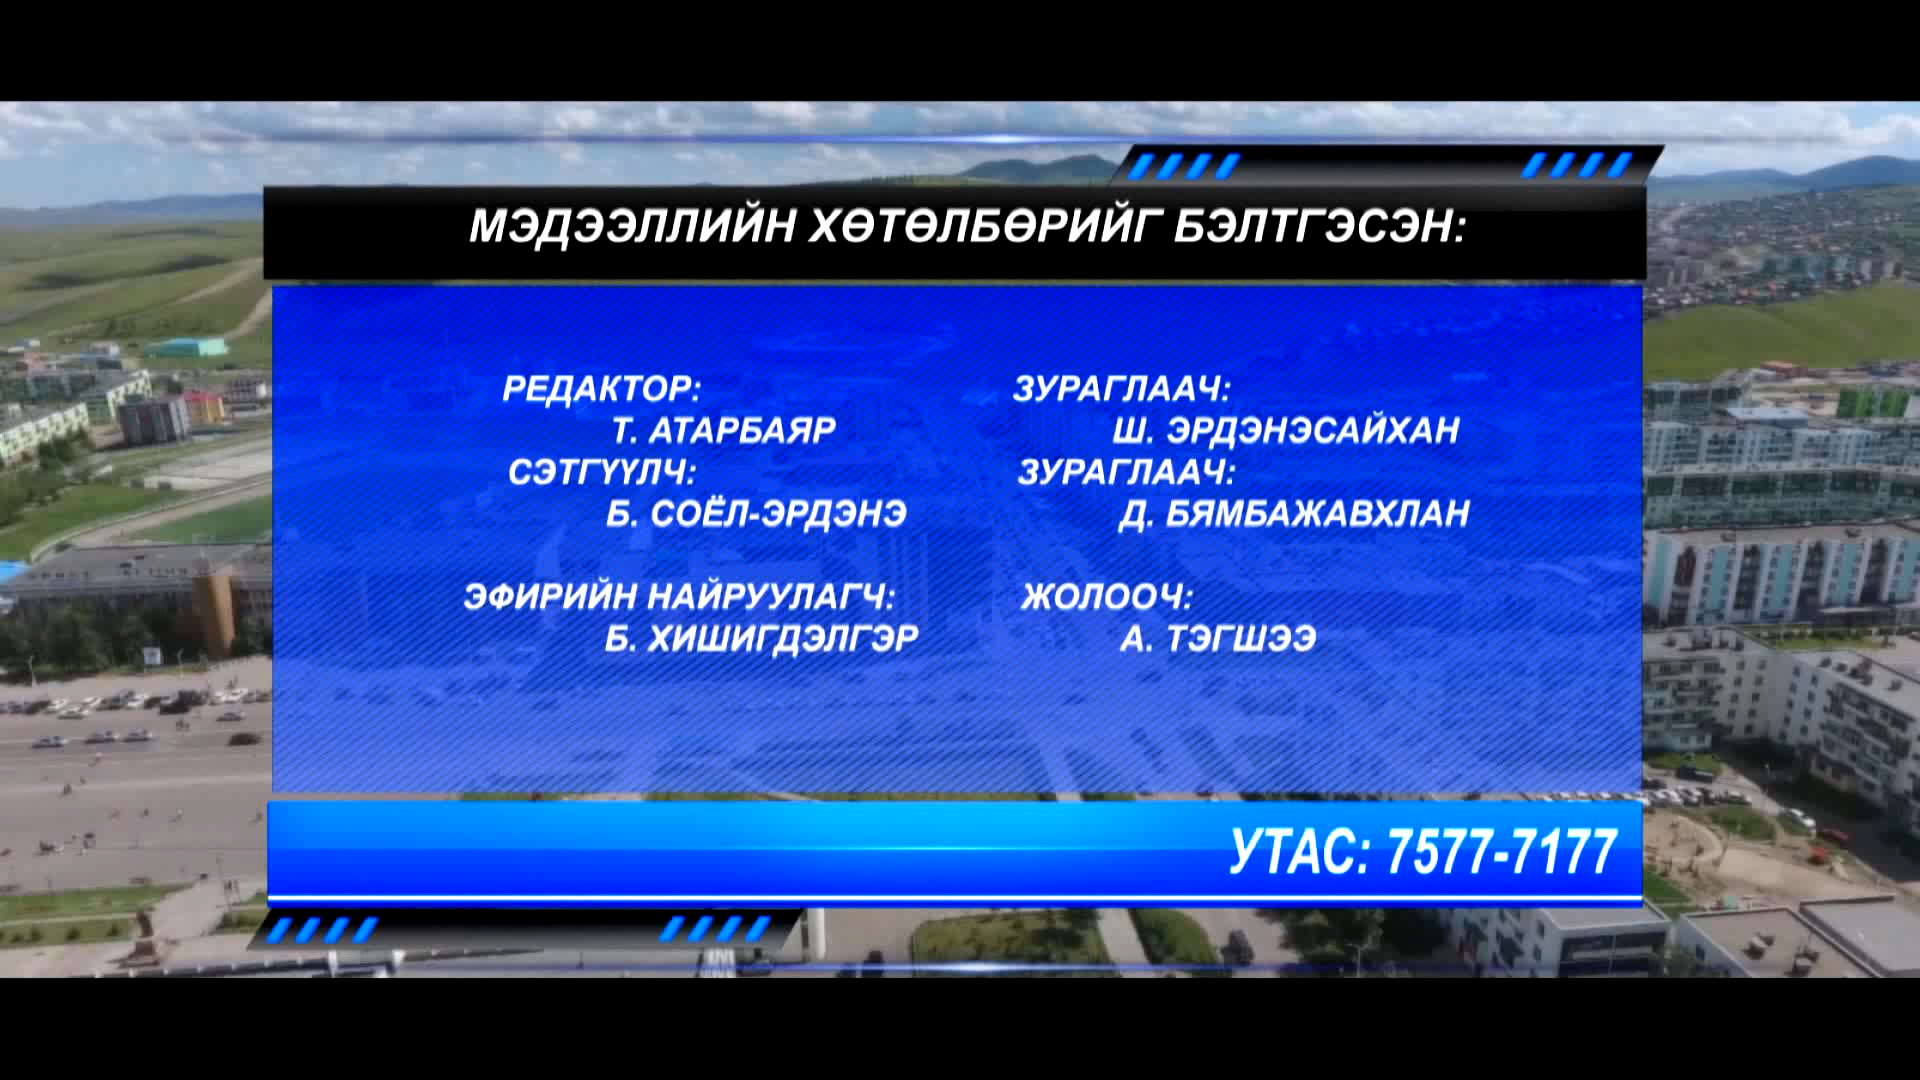 МЭДЭЭЛЛИЙН ХӨТӨЛБӨРИЙГ БЭЛТГЭСЭН:
РЕДАКТОР:
Т. АТАРБАЯР
СЭТГҮҮЛЧ:
Б. СОЁЛ-ЭРДЭНЭ
ЭФИРИЙН НАЙРУУЛАГЧ:
Б. ХИШИГДЭЛГЭР
ЗУРАГЛААЧ:
Ш. ЭРДЭНЭСАЙХАН
ЗУРАГЛААЧ:
Д. БЯМБАЖАВХЛАН
ЖОЛООЧ:
А. ТЭГШЭЭ
УТАС: 7577-7177